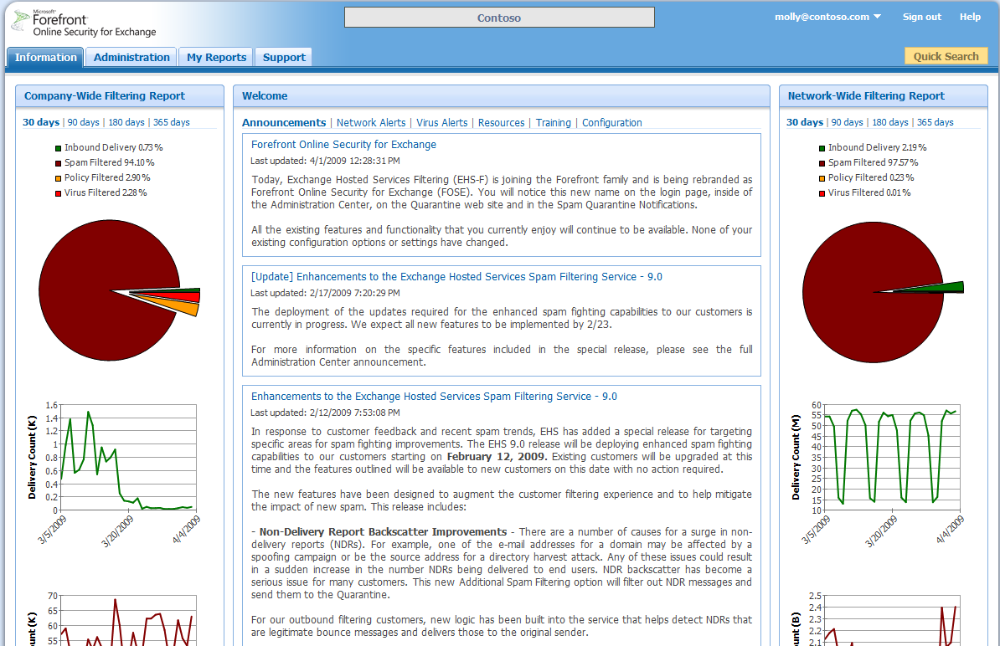 Microsoft®
Forefront™
Online Security for Exchange
Contoso
molly@contoso.com
Sign out
Help
Information
Administration
My Reports
Support
Quick Search
Company-Wide Filtering Report
30 days | 90 days | 180 days | 365 days
Inbound Delivery 0.73%
Spam Filtered 94.10%
Policy Filtered 2.90%
Virus Filtered 2.28%
Delivery Count (K)
1.6
1.4
1.2
1
0.8
0.6
0.4
0.2
0
3/5/2009
3/20/2009
4/4/2009
unt (K)
70
65
60
55
Welcome
Announcements | Network Alerts | Virus Alerts | Resources | Training | Configuration
Forefront Online Security for Exchange
Last updated: 4/1/2009 12:28:31 PM
Today, Exchange Hosted Services Filtering (EHS-F) is joining the Forefront family and is being rebranded as
Forefront Online Security for Exchange (FOSE). You will notice this new name on the login page, inside of
the Administration Center, on the Quarantine web site and in the Spam Quarantine Notifications.
All the existing features and functionality that you currently enjoy will continue to be available. None of your
existing configuration options or settings have changed.
[Update] Enhancements to the Exchange Hosted Services Spam Filtering Service - 9.0
Last updated: 2/17/2009 7:20:29 PM
The deployment of the updates required for the enhanced spam fighting capabilities to our customers is
currently in progress. We expect all new features to be implemented by 2/23.
For more information on the specific features included in the special release, please see the full
Administration Center announcement.
Enhancements to the Exchange Hosted Services Spam Filtering Service - 9.0
Last updated: 2/12/2009 7:53:08 PM
In response to customer feedback and recent spam trends, EHS has added a special release for targeting
specific areas for spam fighting improvements. The EHS 9.0 release will be deploying enhanced spam fighting
capabilities to our customers starting on February 12, 2009. Existing customers will be upgraded at this
time and the features outlined will be available to new customers on this date with no action required.
The new features have been designed to augment the customer filtering experience and to help mitigate
the impact of new spam. This release includes:
- Non-Delivery Report Backscatter Improvements - There are a number of causes for a surge in non-
delivery reports (NDRs). For example, one of the e-mail addresses for a domain may be affected by a
spoofing campaign or be the source address for a directory harvest attack. Any of these issues could result
in a sudden increase in the number NDRs being delivered to end users. NDR backscatter has become a
serious issue for many customers. This new Additional Spam Filtering option will filter out NDR messages and
send them to the Quarantine.
For our outbound filtering customers, new logic has been built into the service that helps detect NDRs that
are legitimate bounce messages and delivers those to the original sender.
Network-Wide Filtering Report
30 days | 90 days | 180 days | 365 days
Inbound Delivery 2.19%
Spam Filtered 97.57%
Policy Filtered 0.23%
Virus Filtered 0.01%
Delivery Count (M)
60
55
50
45
40
35
30
25
20
15
10
3/5/2009
3/20/2009
4/4/2009
unt (B)
2.5
2.4
2.3
2.2
2.1